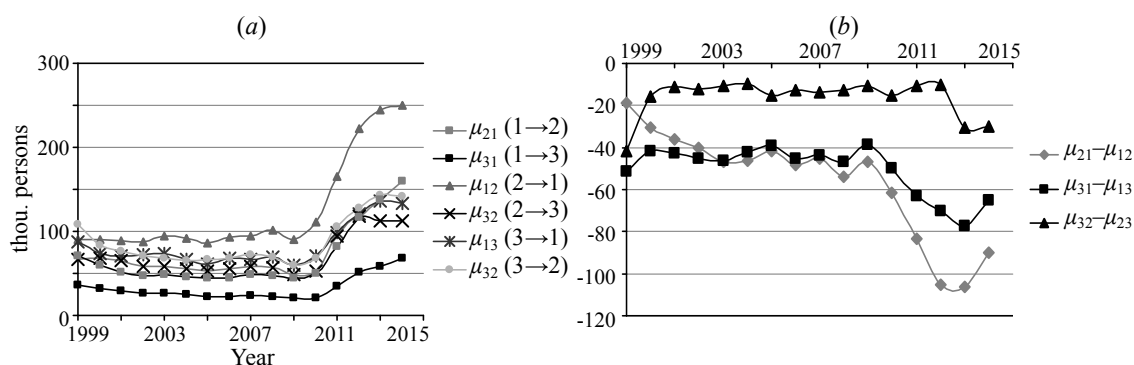 (a)
300
200
100
0
thou. persons
1999 2003 2007 2011 2015
Year
μ21 (1→2)
μ31 (1→3)
μ12 (2→1)
μ32 (2→3)
μ13 (3→1)
μ32 (3→2)
(b)
1999 2003 2007 2011 2015
0
-20
-40
-60
-80
-100
-120
μ21–μ12
μ31–μ13
μ32–μ23